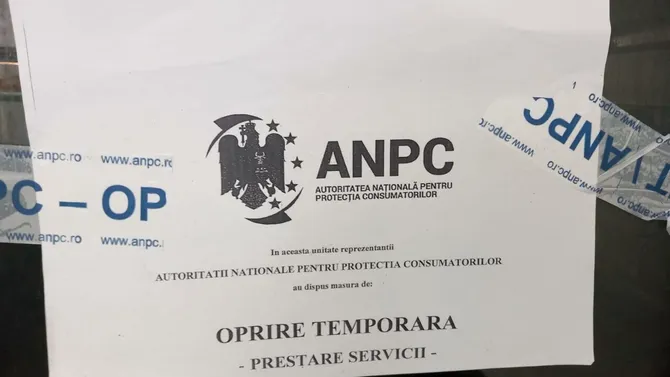 ANPC
AUTORITATEA NAȚIONALĂ PENTRU
PROTECȚIA CONSUMATORILOR
www.anpc.ro www.anpc.ro
PC – OP
www.anpc.ro www.anpc.
www.anpc.ro
www.anpc.ro
ANPC
www.anpc.ro
In aceasta unitate reprezentantii
AUTORITATII NATIONALE PENTRU PROTECTIA CONSUMATORILOR
au dispus masura de:
OPRIRE TEMPORARA
- PRESTARE SERVICII -